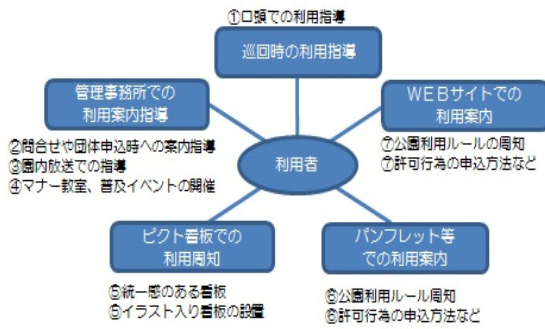 ①口頭での利用指導
巡回時の利用指導
管理事務所での
利用案内指導
②問合せや団体申込時への案内指導
③園内放送での指導
④マナー教室、普及イベントの開催
WEBサイトでの
利用案内
⑦公園利用ルールの周知
⑦許可行為の申込方法など
利用者
ピクト看板での
利用周知
⑤統一感のある看板
⑤イラスト入り看板の設置
パンフレット等
での利用案内
⑥公園利用ルール周知
⑥許可行為の申込方法など